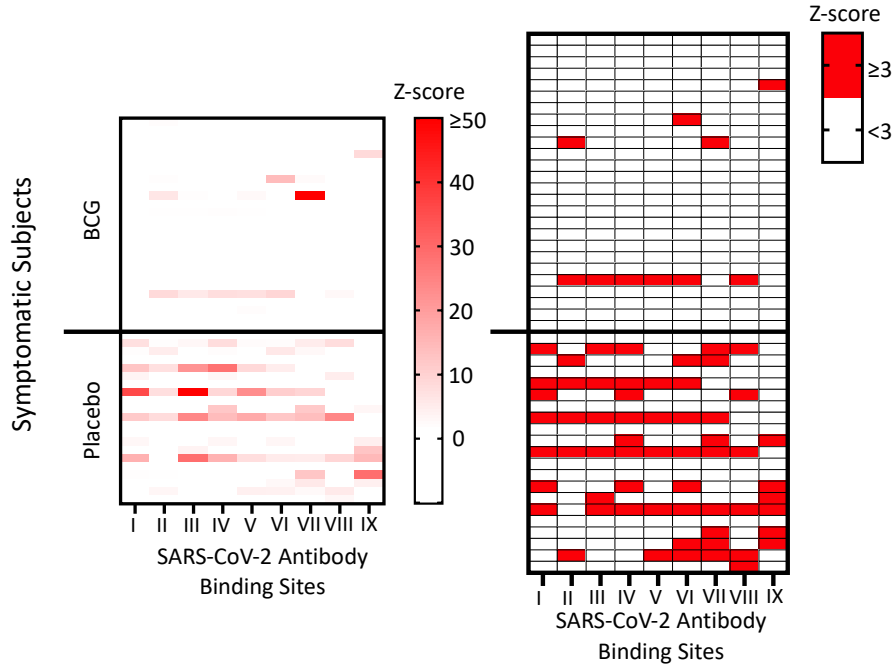 Z-score
≥3
<3
Z-score
≥50
40
30
20
10
0
Symptomatic Subjects
BCG
Placebo
I II III IV V VI VII VIII IX
SARS-CoV-2 Antibody
Binding Sites
I II III IV V VI VII VIII IX
SARS-CoV-2 Antibody
Binding Sites